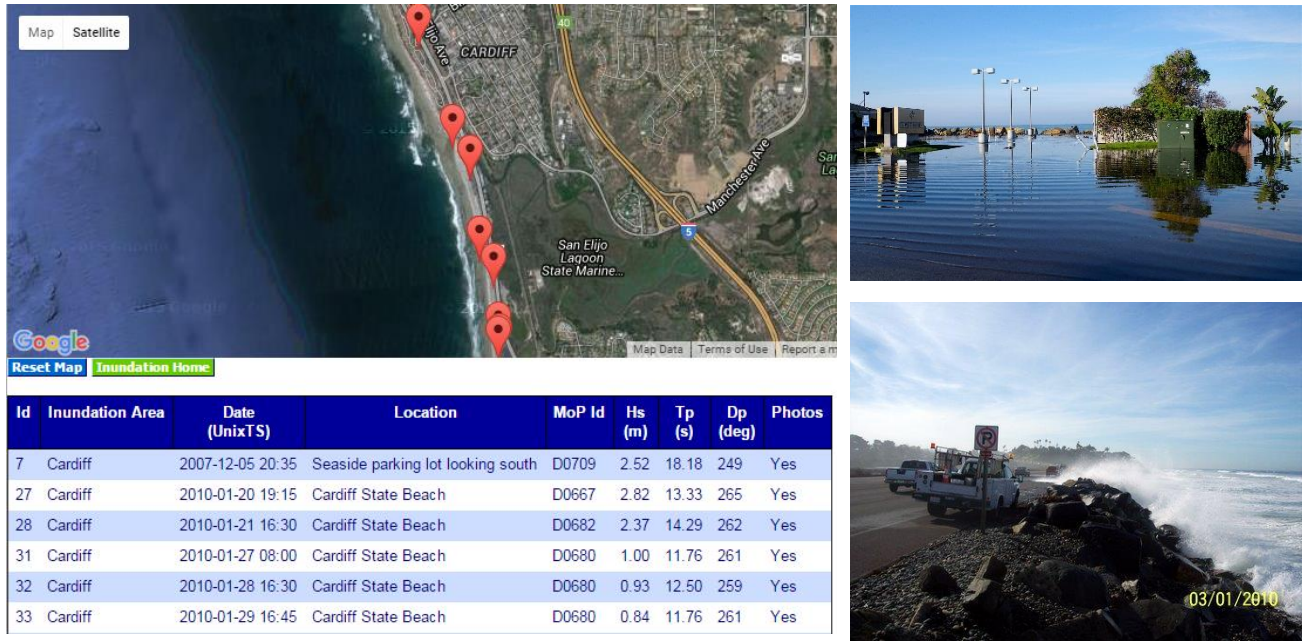 Map Satellite
40
CARDIFF
Manchester Ave
5
San Elijo
Lagoon
State Marine...
Google
Map Data Terms of Use Report a m
Reset Map Inundation Home
Id Inundation Area Date (UnixTS) Location MoP Id Hs (m) Tp (s) Dp (deg) Photos
7 Cardiff 2007-12-05 20:35 Seaside parking lot looking south D0709 2.52 18.18 249 Yes
27 Cardiff 2010-01-20 19:15 Cardiff State Beach D0667 2.82 13.33 265 Yes
28 Cardiff 2010-01-21 16:30 Cardiff State Beach D0682 2.37 14.29 262 Yes
31 Cardiff 2010-01-27 08:00 Cardiff State Beach D0680 1.00 11.76 261 Yes
32 Cardiff 2010-01-28 16:30 Cardiff State Beach D0680 0.93 12.50 259 Yes
33 Cardiff 2010-01-29 16:45 Cardiff State Beach D0680 0.84 11.76 261 Yes
P
03/01/2010